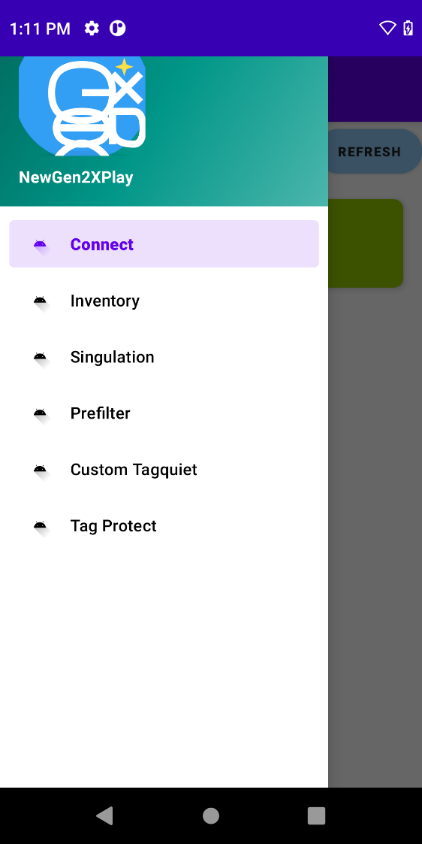 1:11 PM
NewGen2XPlay
REFRESH
Connect
Inventory
Singulation
Prefilter
Custom Tagquiet
Tag Protect